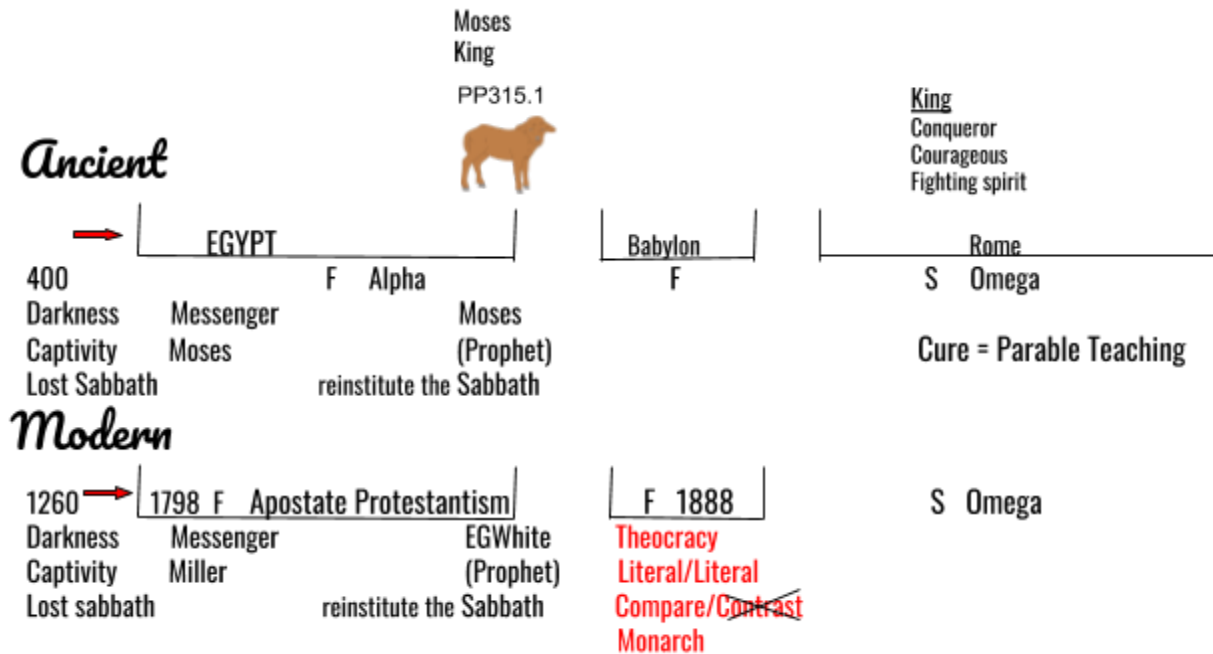 Moses
King
PP315.1
King
Conqueror
Courageous
Fighting spirit
Ancient
EGYPT
Babylon
Rome
400 F Alpha F S Omega
Darkness Messenger Moses
Captivity Moses (Prophet)
Cure = Parable Teaching
Lost Sabbath reinstitute the Sabbath
Modern
1260 1798 F Apostate Protestantism F 1888 S Omega
Darkness Messenger EGWhite Theocracy
Captivity Miller (Prophet) Literal/Literal
Lost sabbath reinstitute the Sabbath Compare/Contrast
Monarch